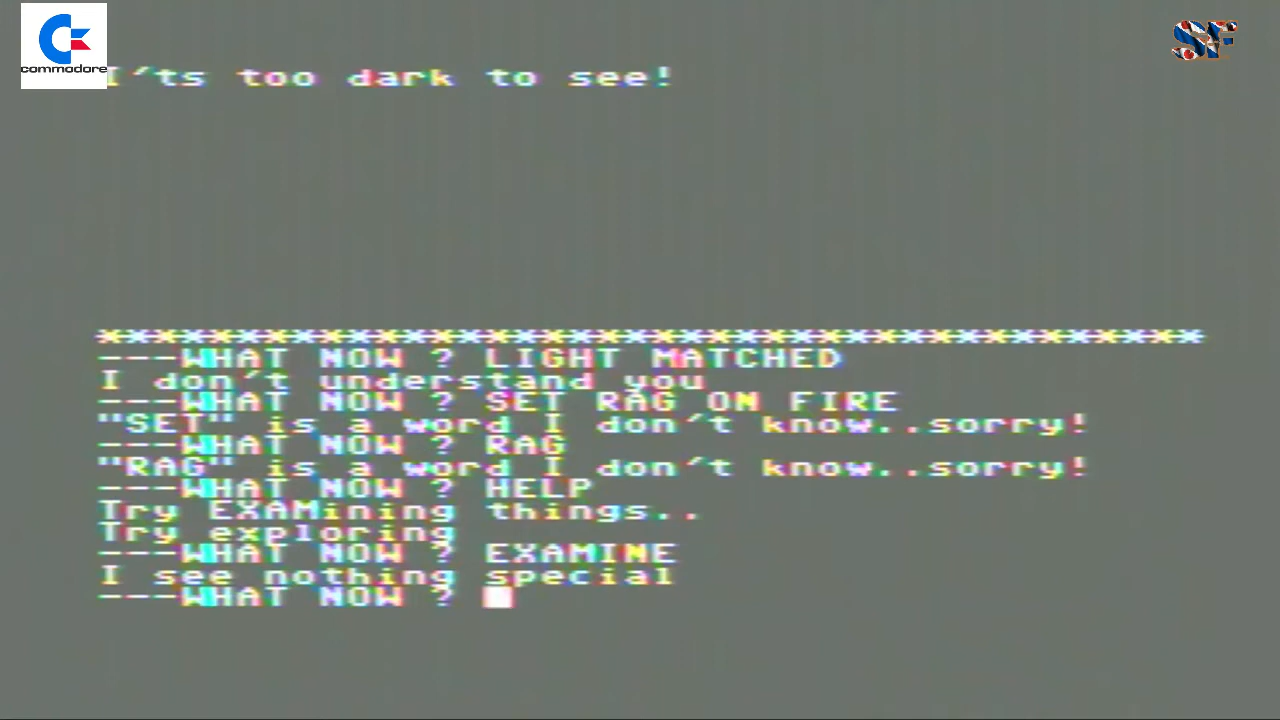 commodore
SF
I'ts too dark to see!
****************************************
---WHAT NOW ? LIGHT MATCHED
I don't understand you
---WHAT NOW ? SET RAG ON FIRE
"SET" is a word I don't know..sorry!
---WHAT NOW ? RAG
"RAG" is a word I don't know..sorry!
---WHAT NOW ? HELP
Try EXAMining things..
Try exploring
---WHAT NOW ? EXAMINE
I see nothing special
---WHAT NOW ?